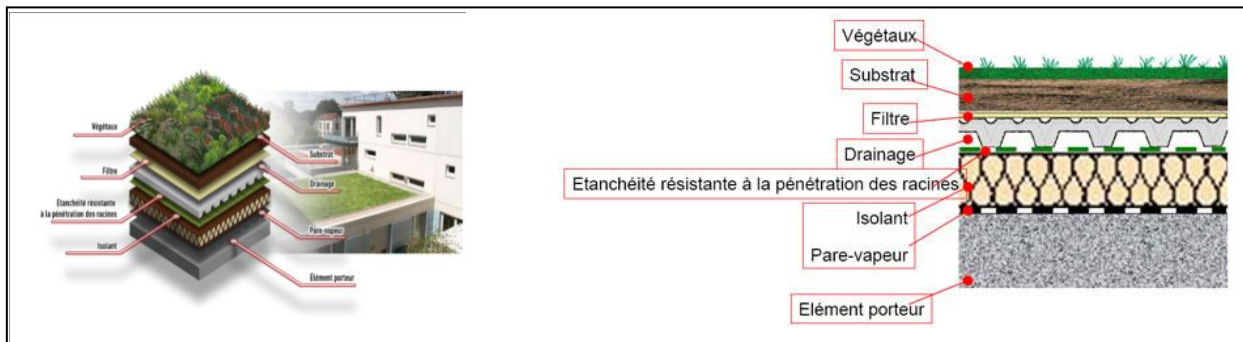 Végétaux
Substrat
Filtre
Drainage
Etanchéité résistante
à la pénétration des racines
Pare-vapeur
Isolant
Elément porteur
Végétaux
Substrat
Filtre
Drainage
Etanchéité résistante à la pénétration des racines
Isolant
Pare-vapeur
Elément porteur